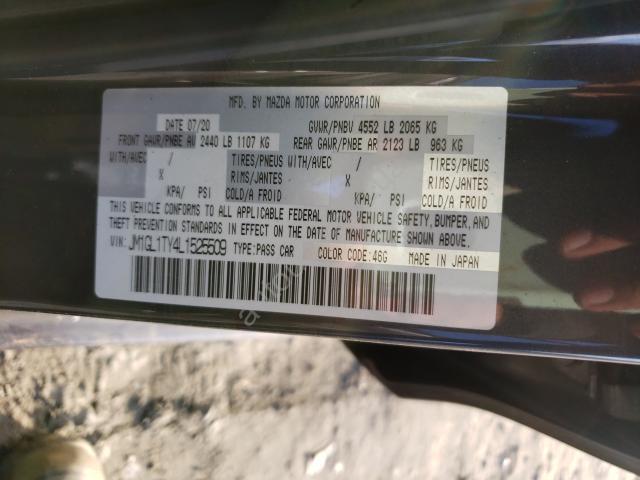 MFD. BY MAZDA MOTOR CORPORATION
DATE 07/20 GVWR/PNBV 4552 LB 2065 KG
FRONT GAWR/PNBE AV 2440 LB 1107 KG REAR GAWR/PNBE AR 2123 LB 963 KG
WITH/AVEC / TIRES/PNEUS WITH/AVEC / TIRES/PNEUS
X RIMS/JANTES X RIMS/JANTES
KPA/ PSI COLD/A FROID KPA/ PSI COLD/A FROID
THIS VEHICLE CONFORMS TO ALL APPLICABLE FEDERAL MOTOR VEHICLE SAFETY, BUMPER, AND
THEFT PREVENTION STANDARDS IN EFFECT ON THE DATE OF MANUFACTURE SHOWN ABOVE.
VIN: JM1GL1TY4L1525509 TYPE:PASS CAR COLOR CODE:46G MADE IN JAPAN